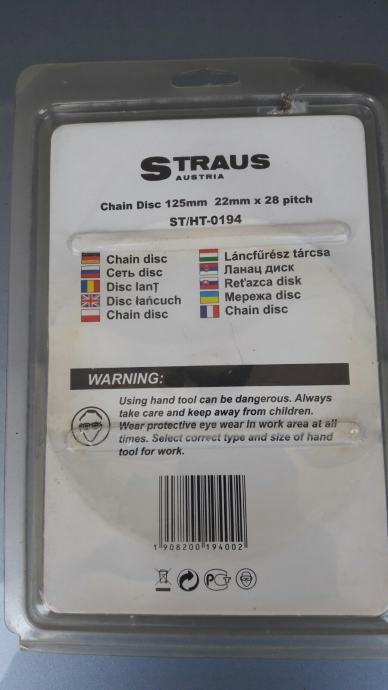 STRAUS
AUSTRIA
Chain Disc 125mm 22mm x 28 pitch
ST/HT-0194
Chain disc
Сеть disc
Disc lanȚ
Disc łańcuch
Chain disc
Láncfűrész tárcsa
Ланац диск
Reťazca disk
Мережа disc
Chain disc
WARNING:
Using hand tool can be dangerous. Always
take care and keep away from children.
Wear protective eye wear in work area at all
times. Select correct type and size of hand
tool for work.
1 908200 194002